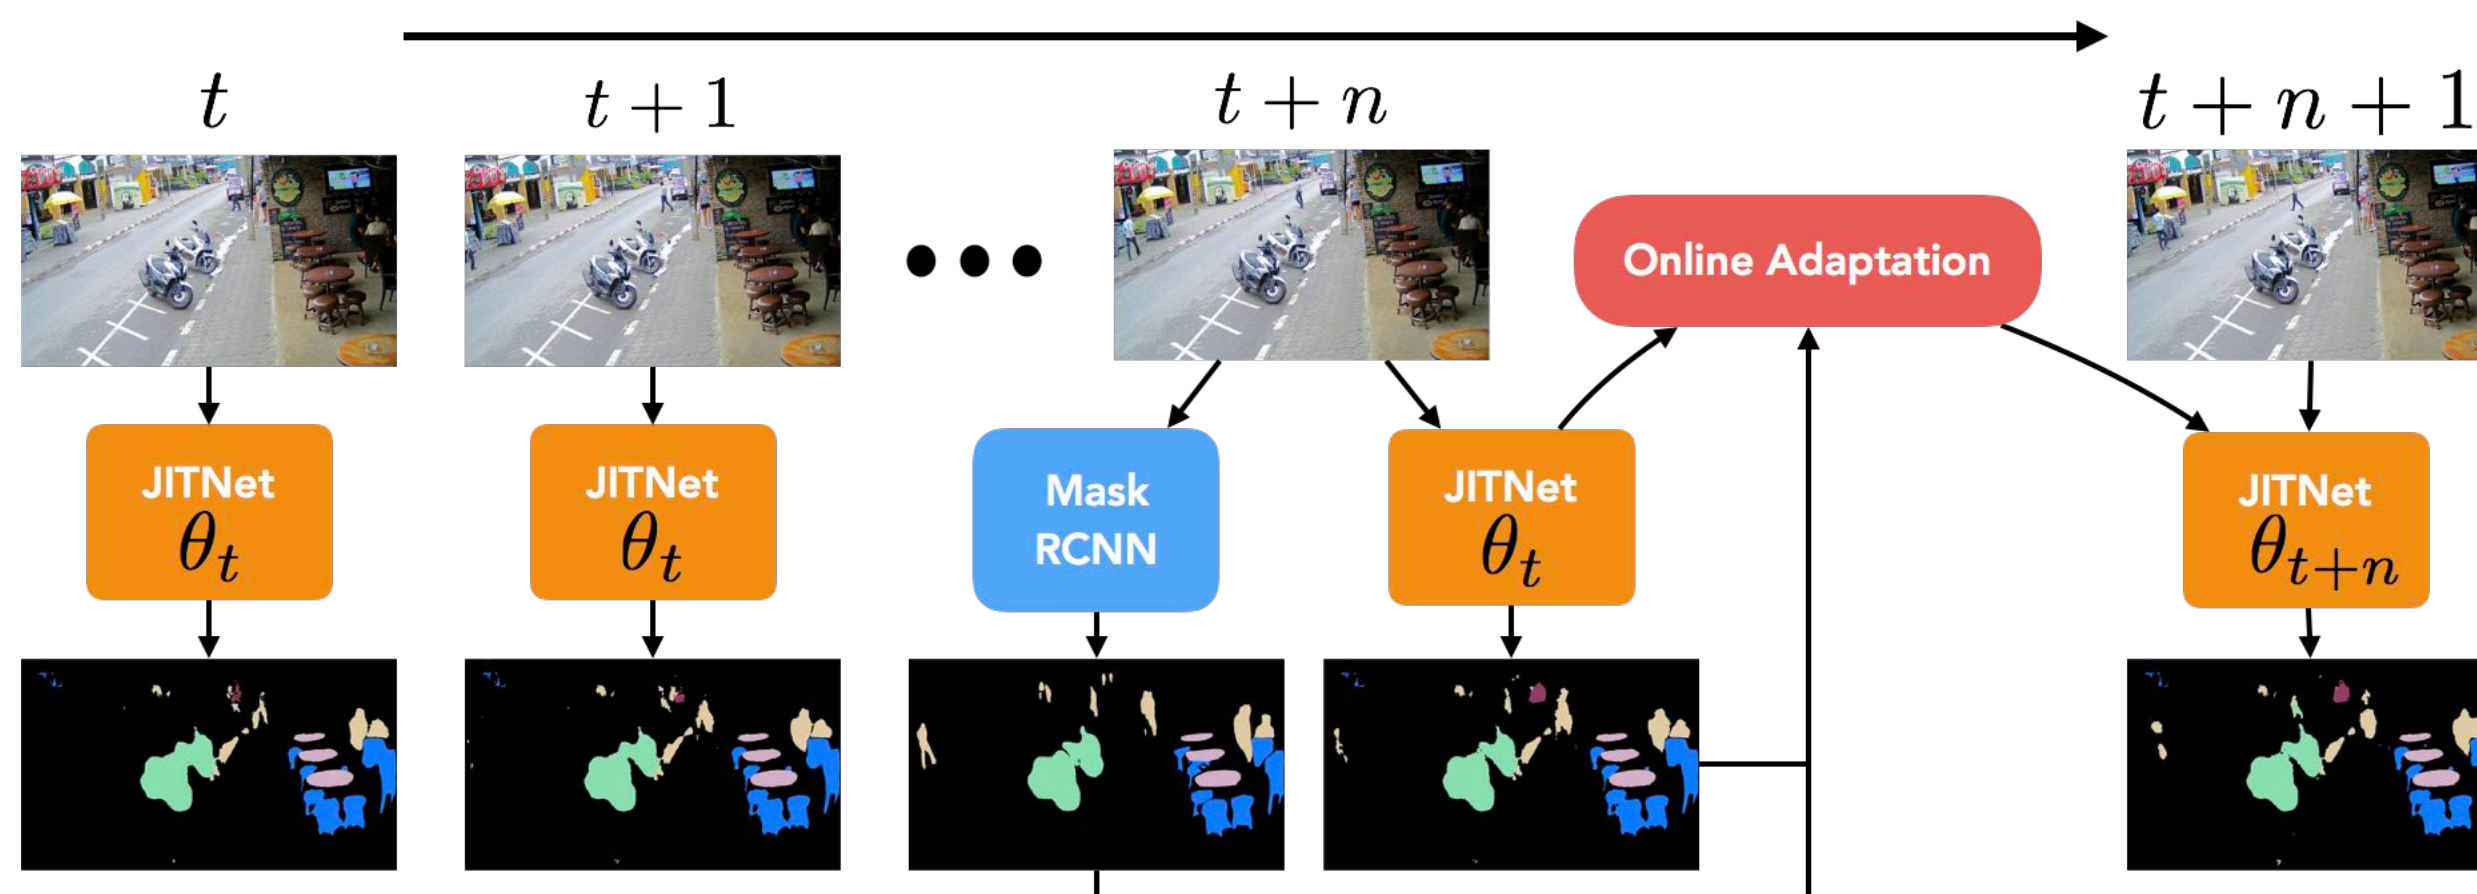 t
t + 1
t + n
t + n + 1
Online Adaptation
JITNet
θ_t
JITNet
θ_t
Mask
RCNN
JITNet
θ_t
JITNet
θ_{t+n}